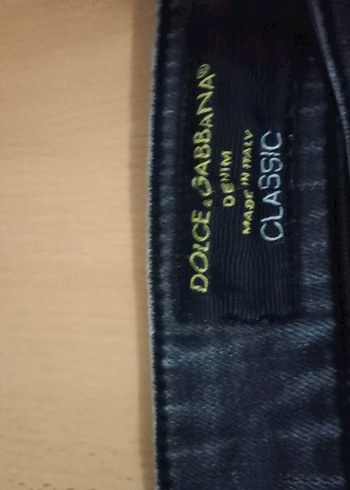 DOLCE & GABBANA®
DENIM
MADE IN ITALY
CLASSIC